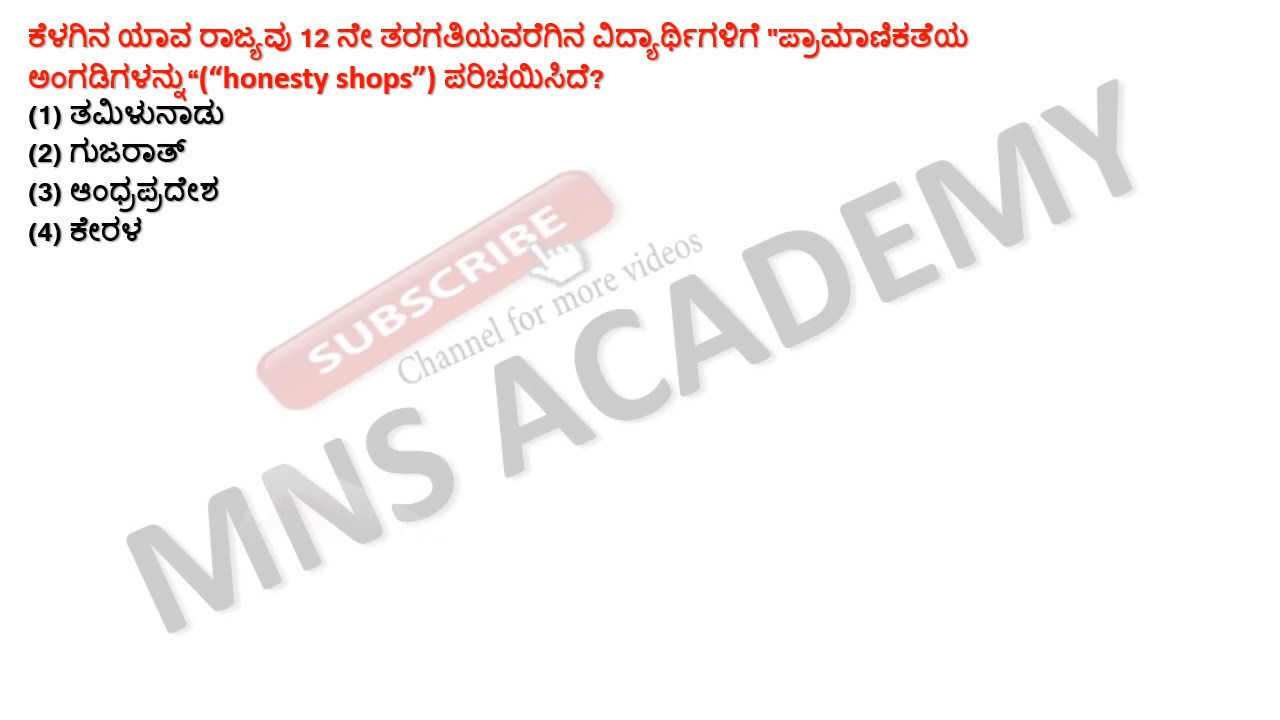 ಕೆಳಗಿನ ಯಾವ ರಾಜ್ಯವು 12 ನೇ ತರಗತಿಯವರೆಗಿನ ವಿದ್ಯಾರ್ಥಿಗಳಿಗೆ "ಪ್ರಾಮಾಣಿಕತೆಯ
ಅಂಗಡಿಗಳನ್ನು“(“honesty shops”) ಪರಿಚಯಿಸಿದೆ?
(1) ತಮಿಳುನಾಡು
(2) ಗುಜರಾತ್
(3) ಆಂಧ್ರಪ್ರದೇಶ
(4) ಕೇರಳ
SUBSCRIBE
Channel for more videos
MNS ACADEMY